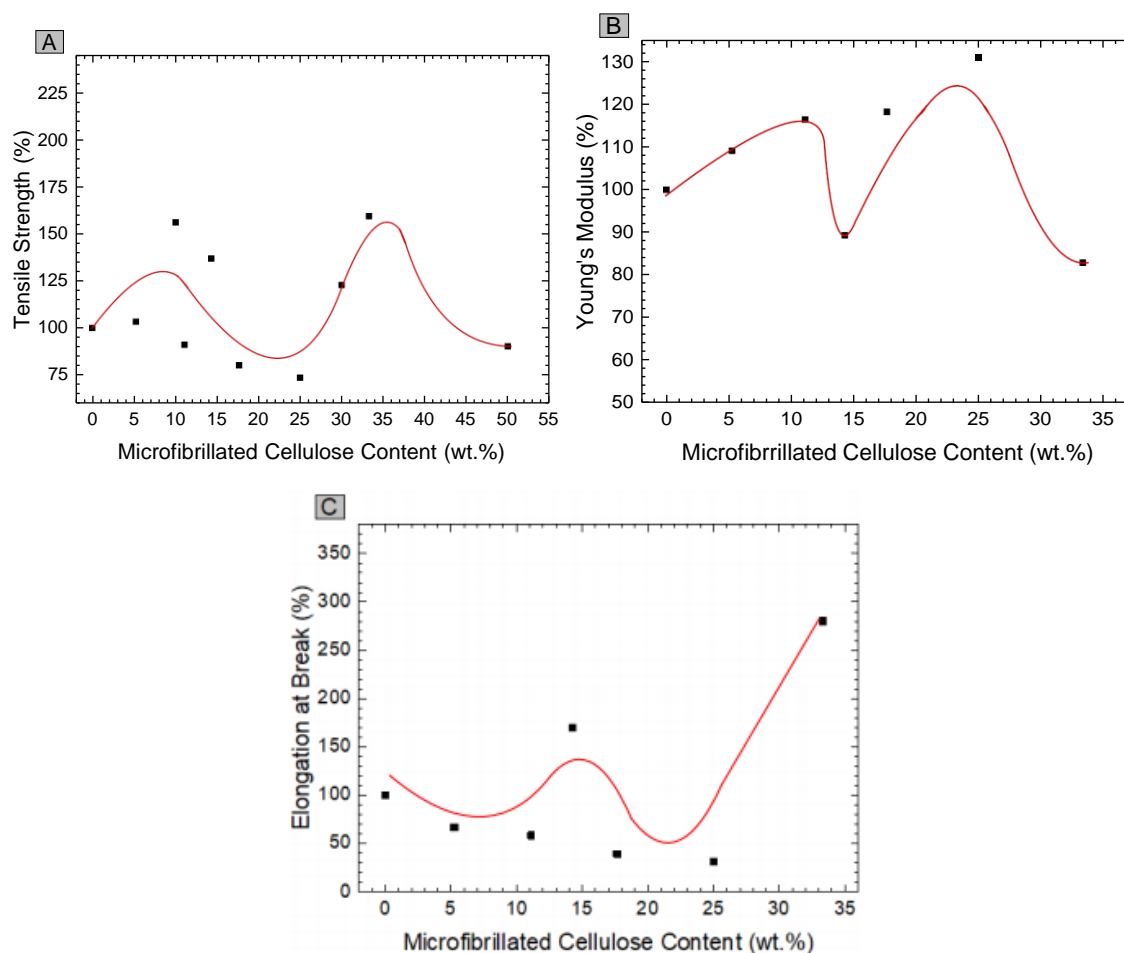 A
Tensile Strength (%)
225
200
175
150
125
100
75
0 5 10 15 20 25 30 35 40 45 50 55
Microfibrillated Cellulose Content (wt.%)
B
Young's Modulus (%)
130
120
110
100
90
80
70
60
50
0 5 10 15 20 25 30 35
Microfibrrillated Cellulose Content (wt.%)
C
Elongation at Break (%)
350
300
250
200
150
100
50
0
0 5 10 15 20 25 30 35
Microfibrillated Cellulose Content (wt.%)